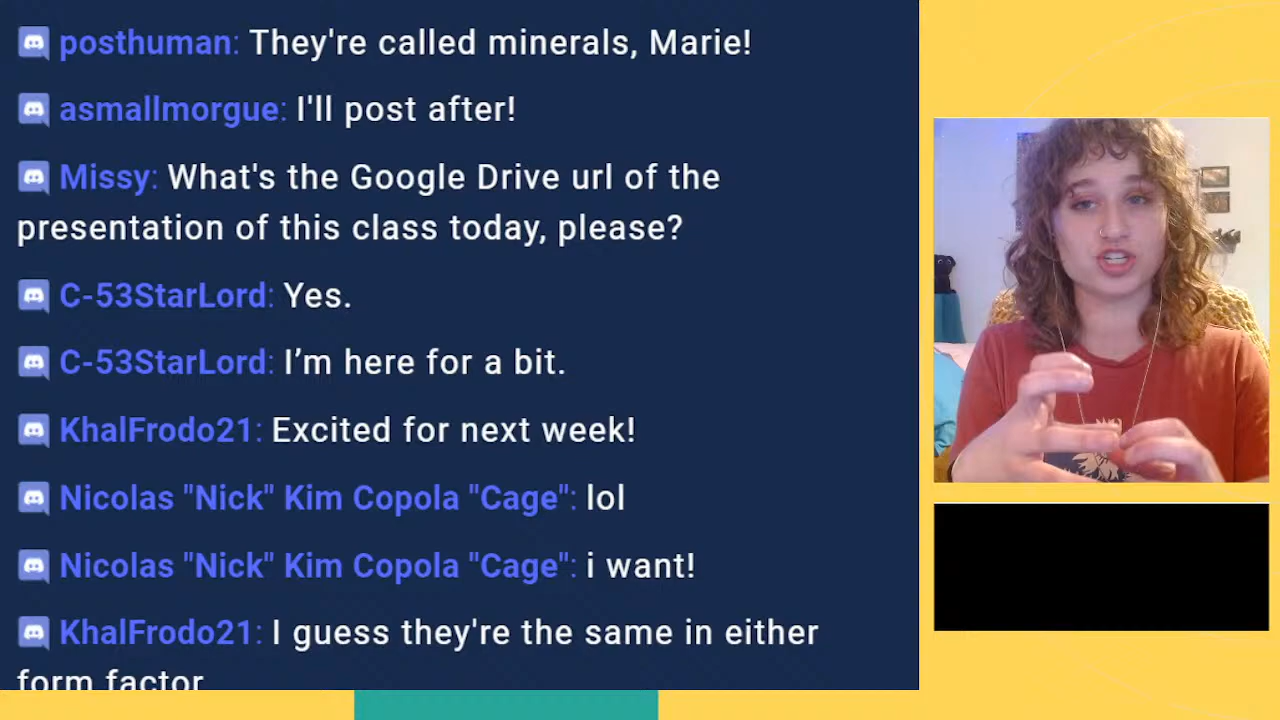 posthuman: They're called minerals, Marie!
asmallmorgue: I'll post after!
Missy: What's the Google Drive url of the
presentation of this class today, please?
C-53StarLord: Yes.
C-53StarLord: I’m here for a bit.
KhalFrodo21: Excited for next week!
Nicolas "Nick" Kim Copola "Cage": lol
Nicolas "Nick" Kim Copola "Cage": i want!
KhalFrodo21: I guess they're the same in either
form factor